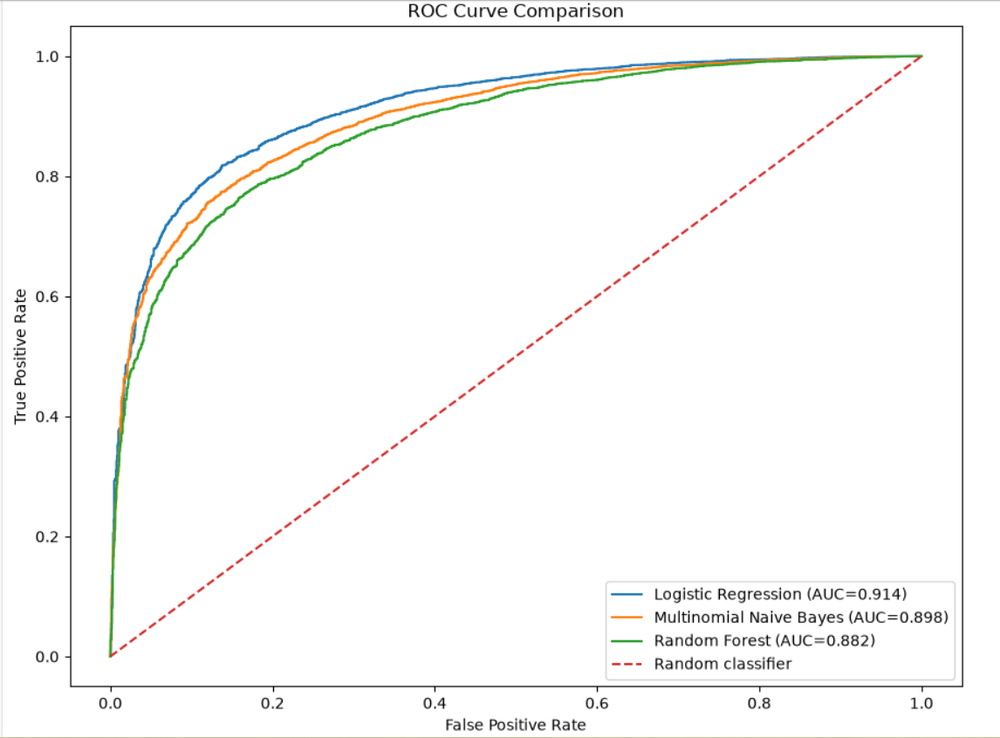 ROC Curve Comparison
1.0
0.8
0.6
0.4
0.2
0.0
True Positive Rate
Logistic Regression (AUC=0.914)
Multinomial Naive Bayes (AUC=0.898)
Random Forest (AUC=0.882)
Random classifier
0.0 0.2 0.4 0.6 0.8 1.0
False Positive Rate